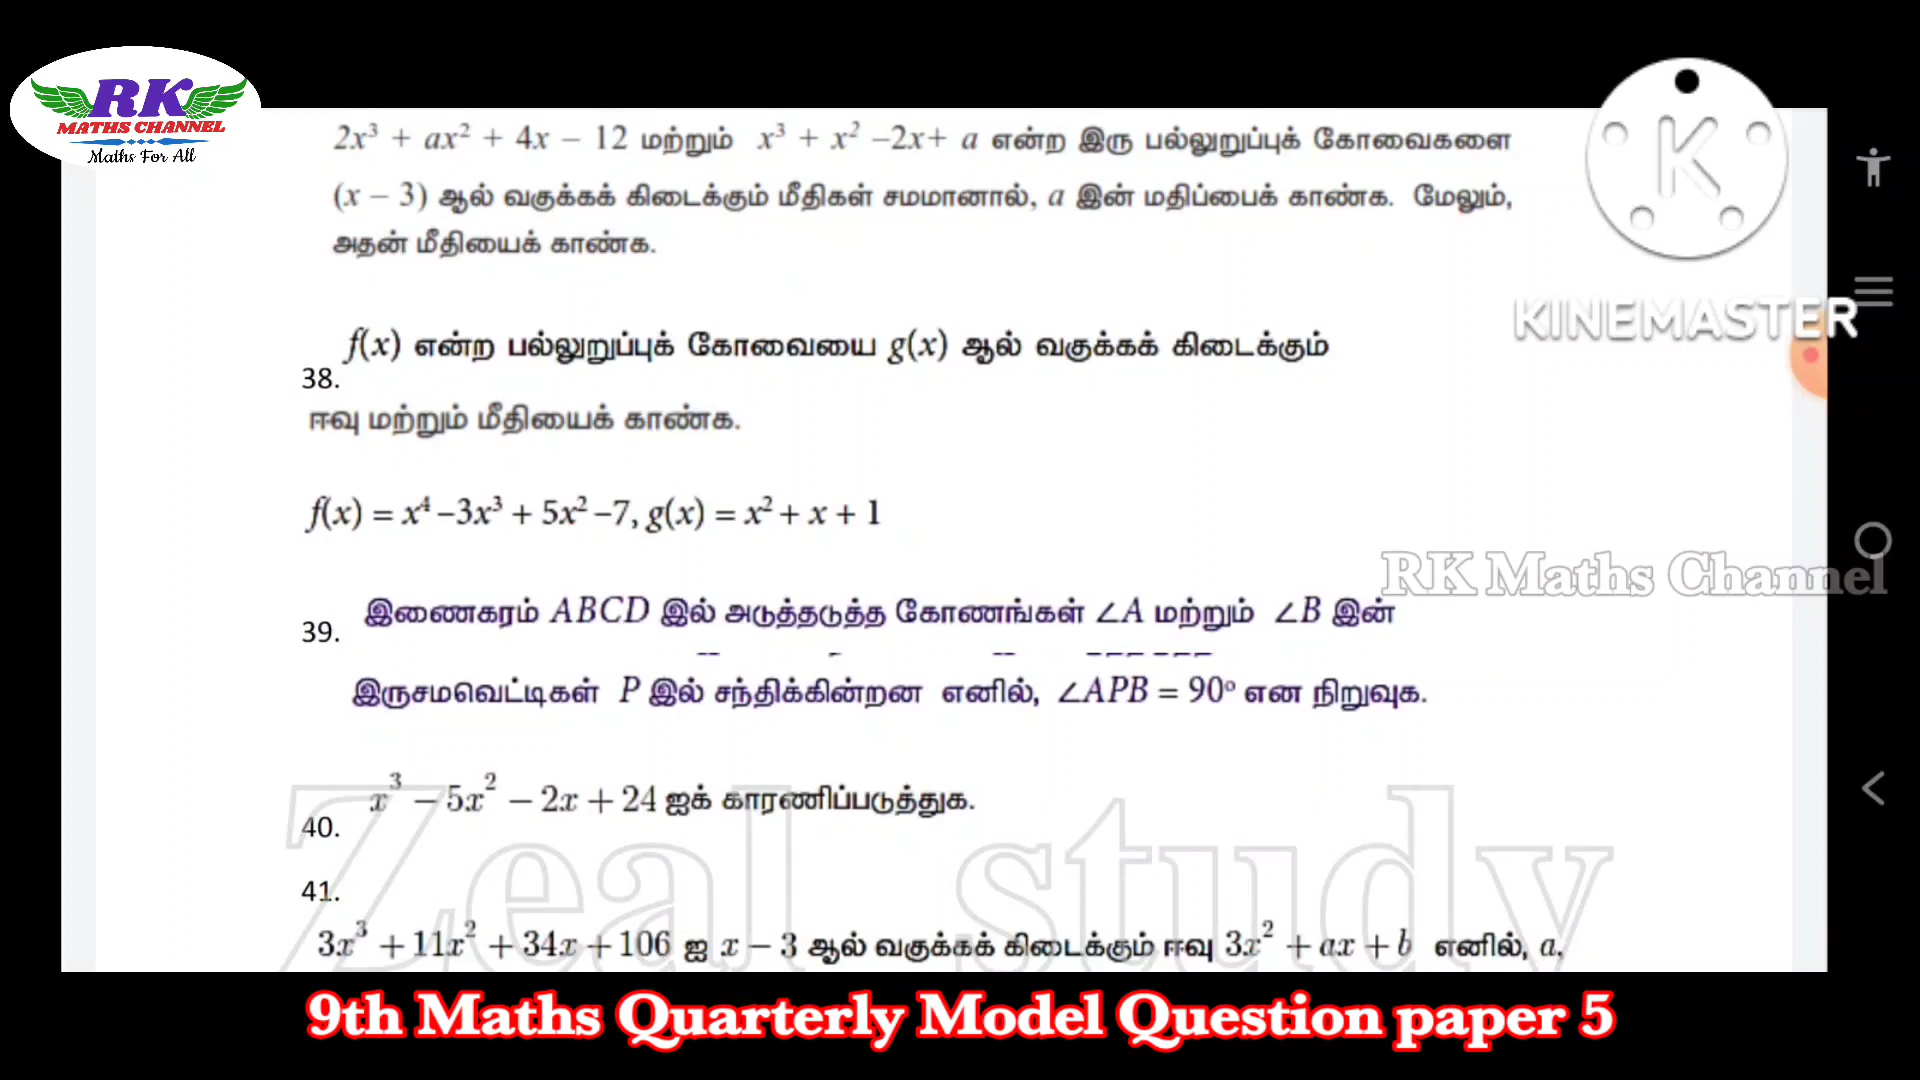 RK
MATHS CHANNEL
Maths For All
2x³ + ax² + 4x – 12 மற்றும் x³ + x² –2x+ a என்ற இரு பல்லுறுப்புக் கோவைகளை
(x – 3) ஆல் வகுக்கக் கிடைக்கும் மீதிகள் சமமானால், a இன் மதிப்பைக் காண்க. மேலும்,
அதன் மீதியைக் காண்க.
K
KINEMASTER
f(x) என்ற பல்லுறுப்புக் கோவையை g(x) ஆல் வகுக்கக் கிடைக்கும்
38.
ஈவு மற்றும் மீதியைக் காண்க.
f(x) = x⁴ –3x³ + 5x² –7, g(x) = x² + x + 1
RK Maths Channel
இணைகரம் ABCD இல் அடுத்தடுத்த கோணங்கள் ∠A மற்றும் ∠B இன்
39.
இருசமவெட்டிகள் P இல் சந்திக்கின்றன எனில், ∠APB = 90° என நிறுவுக.
x³ – 5x² – 2x + 24 ஐக் காரணிப்படுத்துக.
40.
Zeal study
41.
3x³ + 11x² + 34x + 106 ஐ x – 3 ஆல் வகுக்கக் கிடைக்கும் ஈவு 3x² + ax + b எனில், a,
9th Maths Quarterly Model Question paper 5